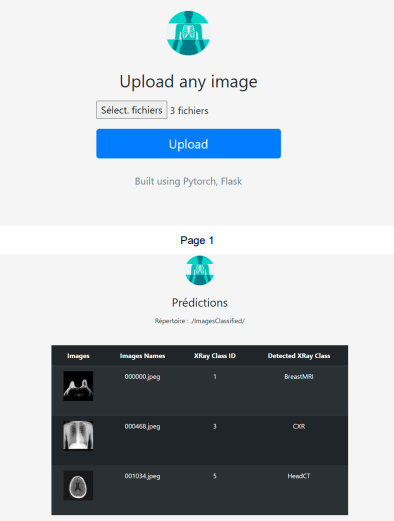 Upload any image
Sélect. fichiers 3 fichiers
Upload
Built using Pytorch, Flask
Page 1
Prédictions
Répertoire : ./ImagesClassified/
Images Images Names XRay Class ID Detected XRay Class
000000.jpeg 1 BreastMRI
000468.jpeg 3 CXR
001034.jpeg 5 HeadCT